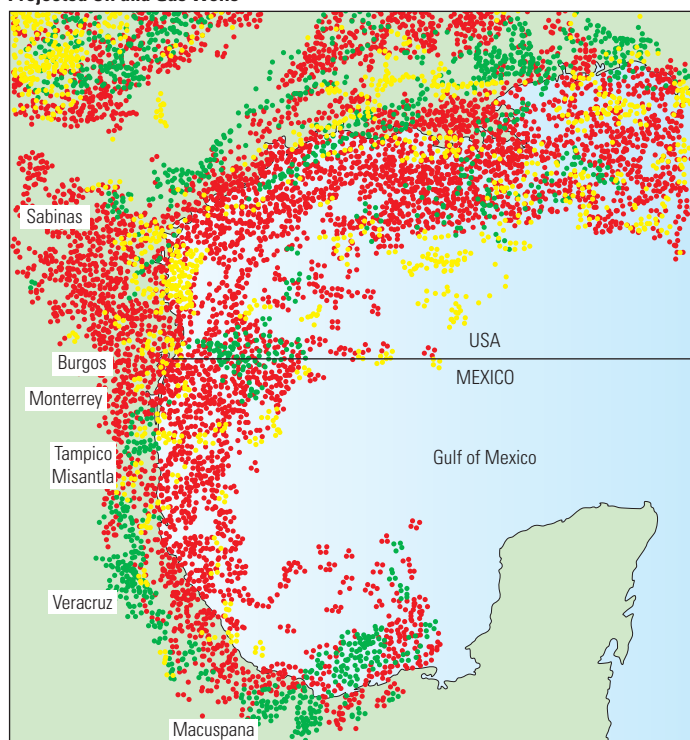 Sabinas
USA
Burgos
MEXICO
Monterrey
Tampico
Misantla
Gulf of Mexico
Veracruz
Macuspana